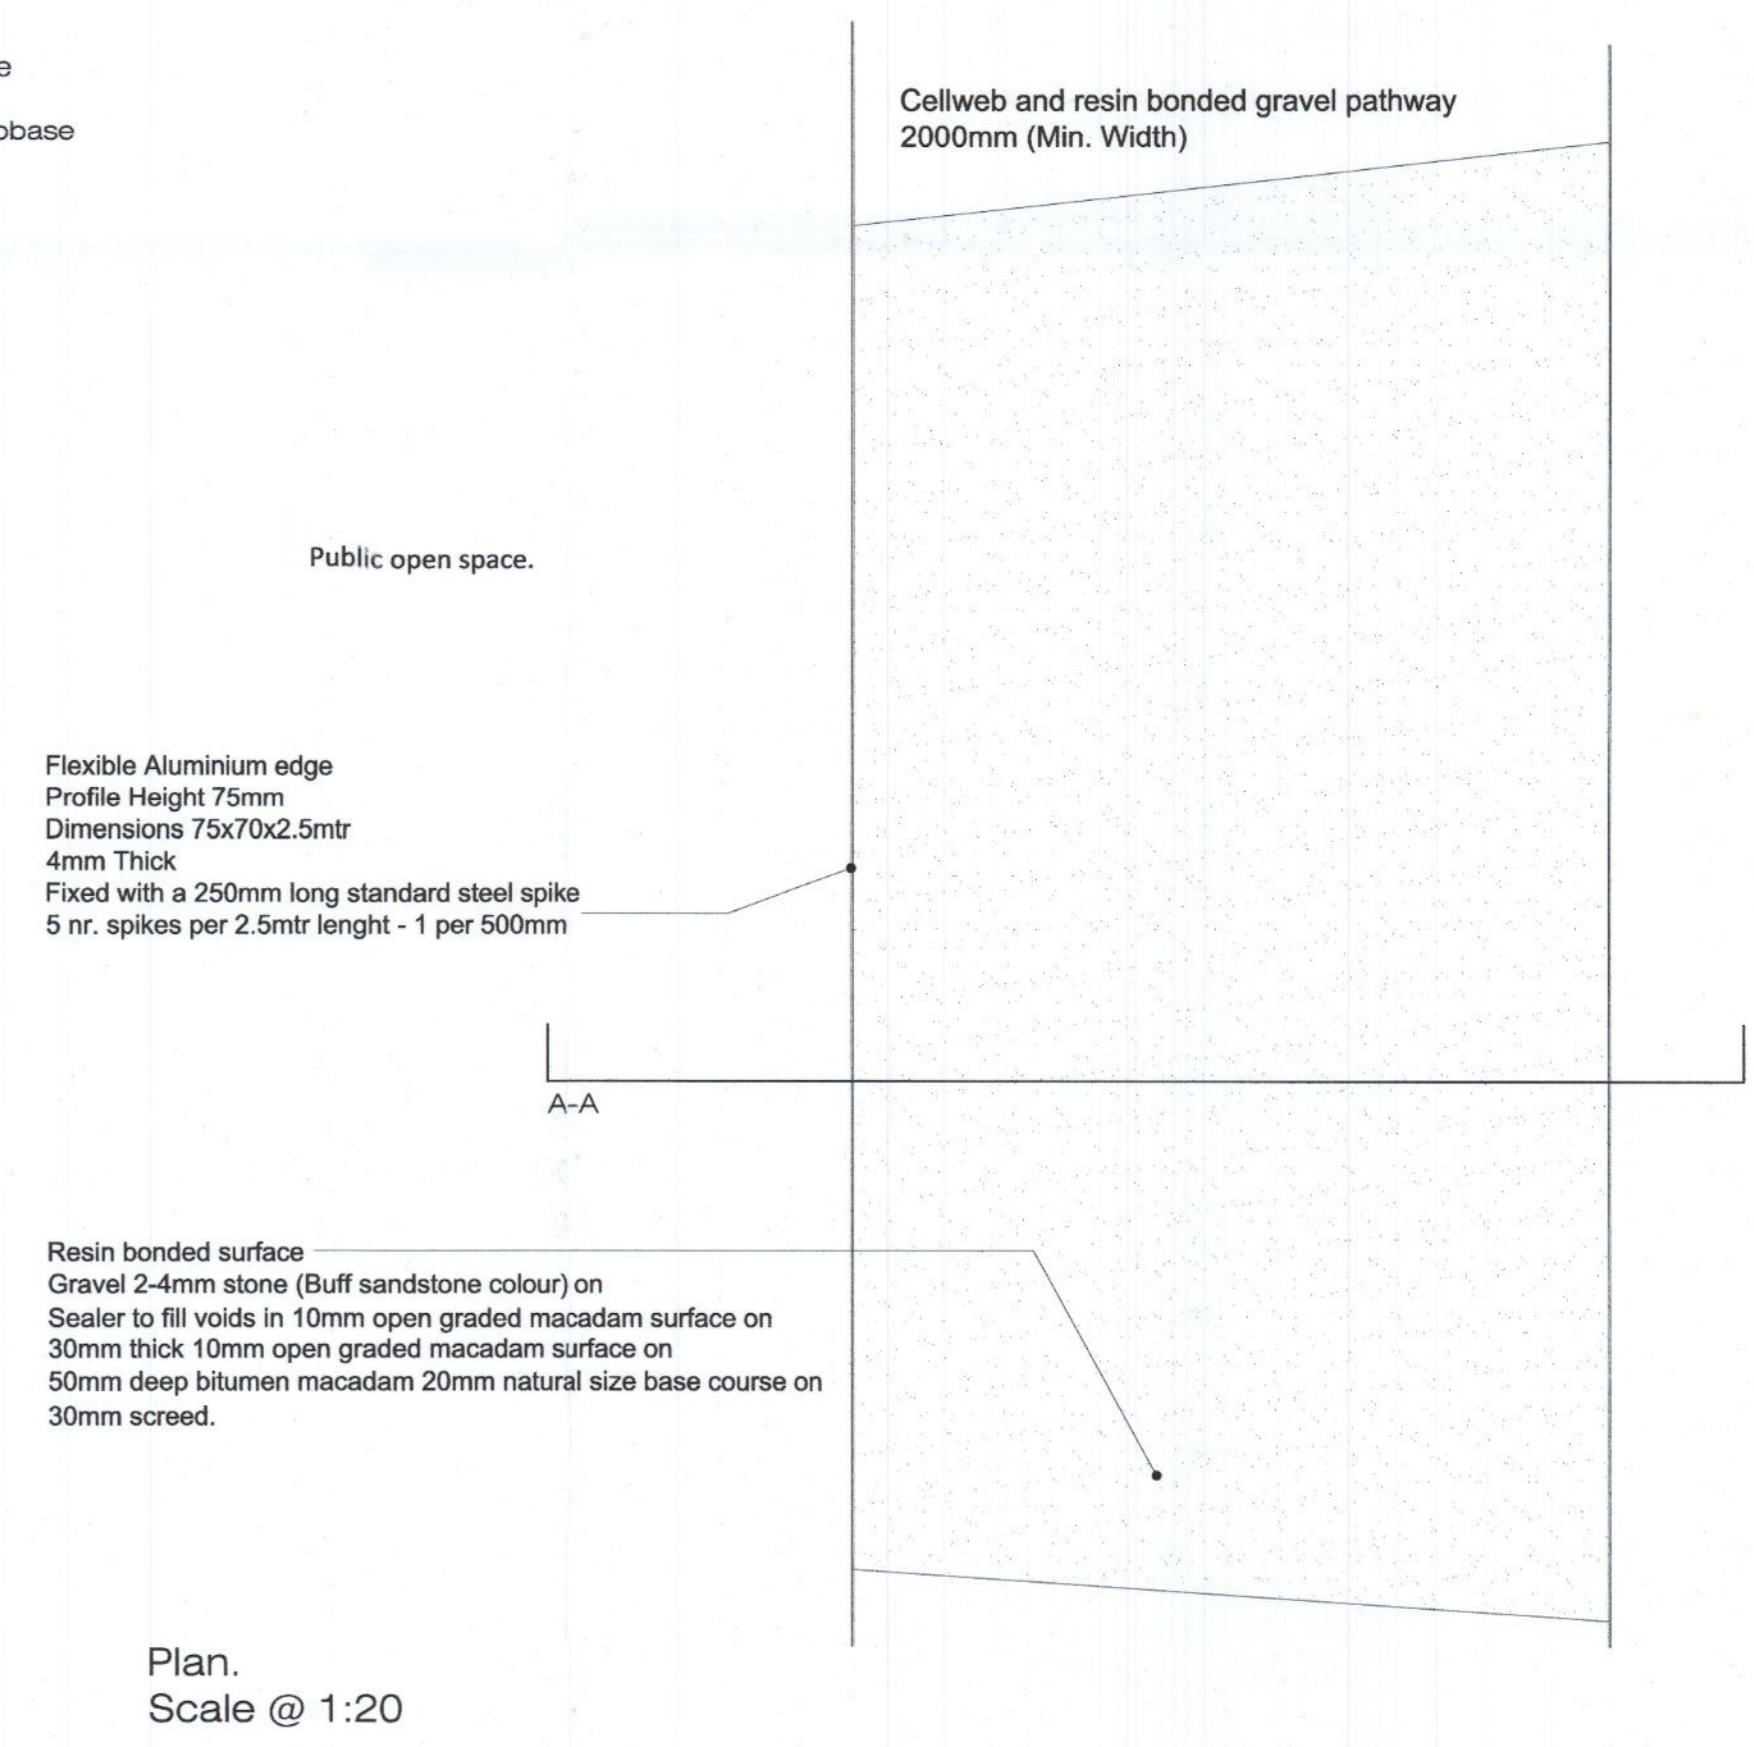 Cellweb and resin bonded gravel pathway
2000mm (Min. Width)
Public open space.
Flexible Aluminium edge
Profile Height 75mm
Dimensions 75x70x2.5mtr
4mm Thick
Fixed with a 250mm long standard steel spike
5 nr. spikes per 2.5mtr lenght - 1 per 500mm
A-A
Resin bonded surface
Gravel 2-4mm stone (Buff sandstone colour) on
Sealer to fill voids in 10mm open graded macadam surface on
30mm thick 10mm open graded macadam surface on
50mm deep bitumen macadam 20mm natural size base course on
30mm screed.
Plan.
Scale @ 1:20